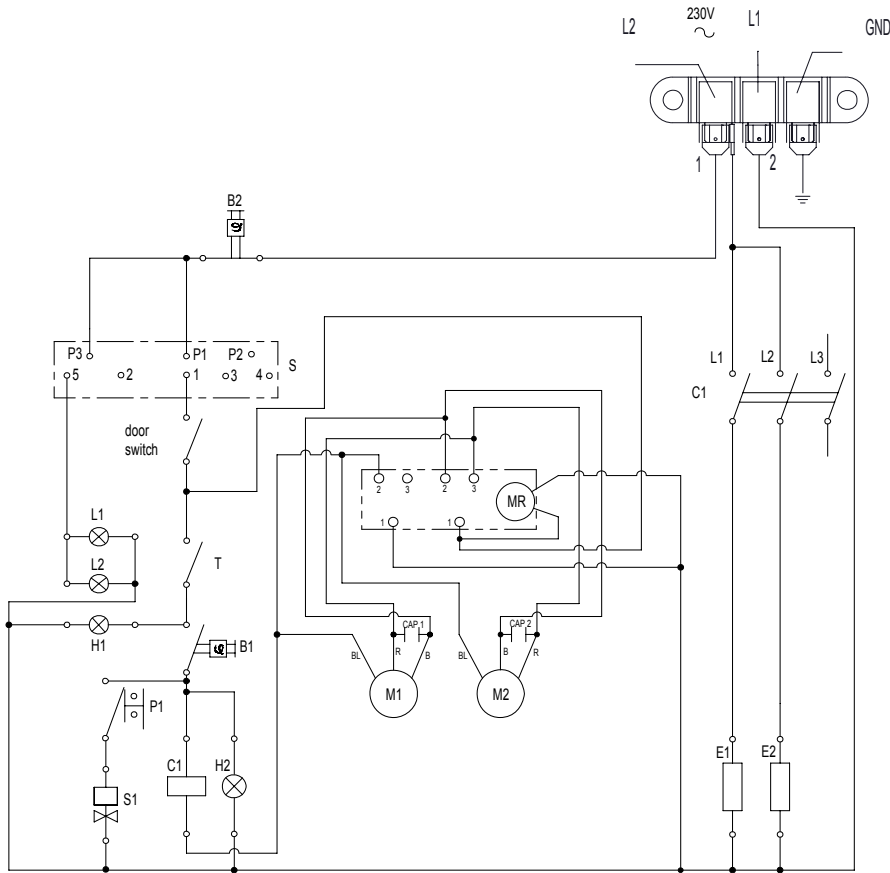 L2 230V L1 GND
1 2
B2
P3 P1 P2 S
5 2 1 3 4
L1 L2 L3
C1
door
switch
2 3 2 3
MR
1 1
L1
L2
T
H1
B1
CAP.1 CAP.2
BL R B BL B R
M1 M2
P1
C1 H2
S1
E1 E2